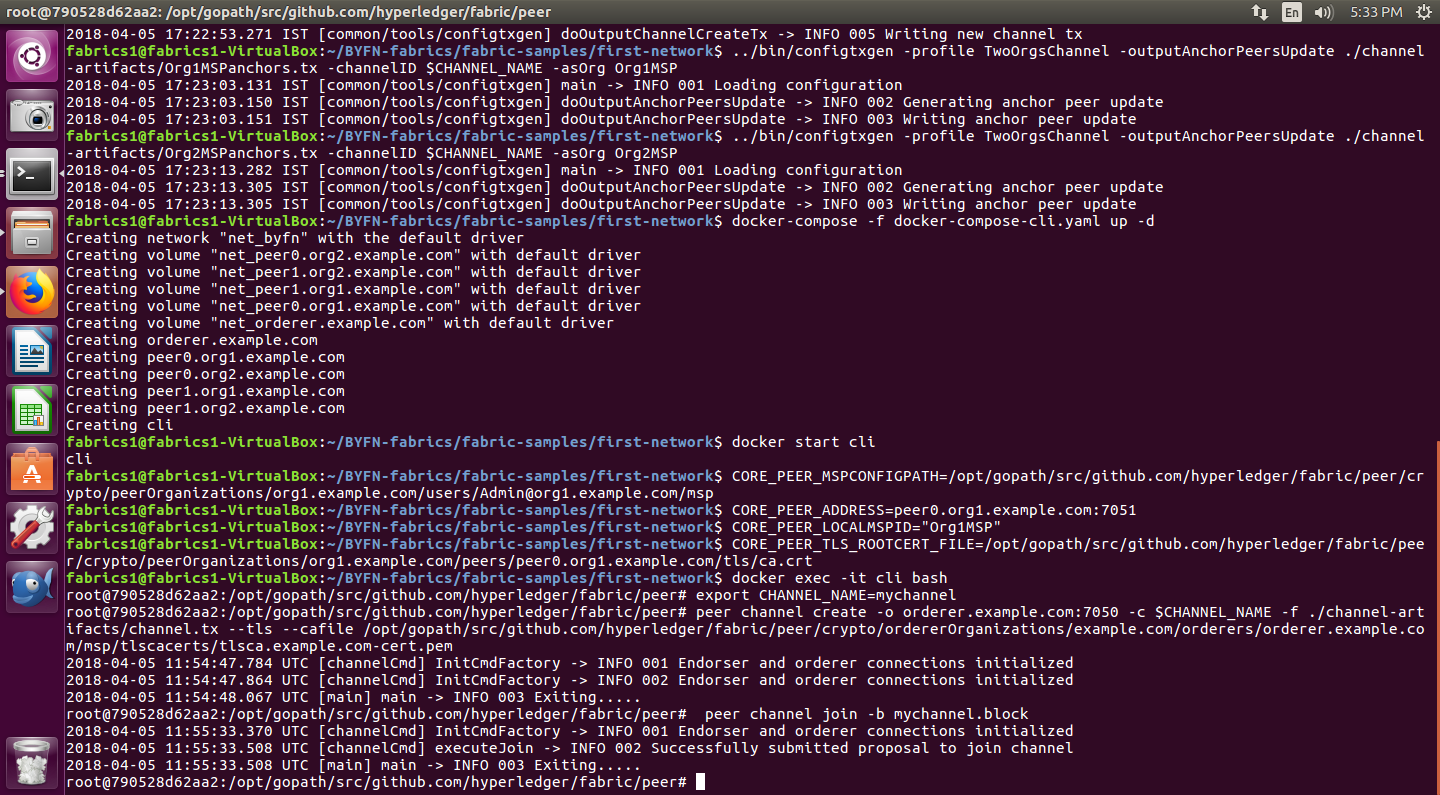 root@790528d62aa2: /opt/gopath/src/github.com/hyperledger/fabric/peer
En
5:33 PM
2018-04-05 17:22:53.271 IST [common/tools/configtxgen] doOutputChannelCreateTx -> INFO 005 Writing new channel tx
fabrics1@fabrics1-VirtualBox:~/BYFN-fabrics/fabric-samples/first-network$ ../bin/configtxgen -profile TwoOrgsChannel -outputAnchorPeersUpdate ./channel
-artifacts/Org1MSPanchors.tx -channelID $CHANNEL_NAME -asOrg Org1MSP
2018-04-05 17:23:03.131 IST [common/tools/configtxgen] main -> INFO 001 Loading configuration
2018-04-05 17:23:03.150 IST [common/tools/configtxgen] doOutputAnchorPeersUpdate -> INFO 002 Generating anchor peer update
2018-04-05 17:23:03.151 IST [common/tools/configtxgen] doOutputAnchorPeersUpdate -> INFO 003 Writing anchor peer update
fabrics1@fabrics1-VirtualBox:~/BYFN-fabrics/fabric-samples/first-network$ ../bin/configtxgen -profile TwoOrgsChannel -outputAnchorPeersUpdate ./channel
-artifacts/Org2MSPanchors.tx -channelID $CHANNEL_NAME -asOrg Org2MSP
2018-04-05 17:23:13.282 IST [common/tools/configtxgen] main -> INFO 001 Loading configuration
2018-04-05 17:23:13.305 IST [common/tools/configtxgen] doOutputAnchorPeersUpdate -> INFO 002 Generating anchor peer update
2018-04-05 17:23:13.305 IST [common/tools/configtxgen] doOutputAnchorPeersUpdate -> INFO 003 Writing anchor peer update
fabrics1@fabrics1-VirtualBox:~/BYFN-fabrics/fabric-samples/first-network$ docker-compose -f docker-compose-cli.yaml up -d
Creating network "net_byfn" with the default driver
Creating volume "net_peer0.org2.example.com" with default driver
Creating volume "net_peer1.org2.example.com" with default driver
Creating volume "net_peer1.org1.example.com" with default driver
Creating volume "net_peer0.org1.example.com" with default driver
Creating volume "net_orderer.example.com" with default driver
Creating orderer.example.com
Creating peer0.org1.example.com
Creating peer0.org2.example.com
Creating peer1.org1.example.com
Creating peer1.org2.example.com
Creating cli
fabrics1@fabrics1-VirtualBox:~/BYFN-fabrics/fabric-samples/first-network$ docker start cli
cli
fabrics1@fabrics1-VirtualBox:~/BYFN-fabrics/fabric-samples/first-network$ CORE_PEER_MSPCONFIGPATH=/opt/gopath/src/github.com/hyperledger/fabric/peer/cr
ypto/peerOrganizations/org1.example.com/users/Admin@org1.example.com/msp
fabrics1@fabrics1-VirtualBox:~/BYFN-fabrics/fabric-samples/first-network$ CORE_PEER_ADDRESS=peer0.org1.example.com:7051
fabrics1@fabrics1-VirtualBox:~/BYFN-fabrics/fabric-samples/first-network$ CORE_PEER_LOCALMSPID="Org1MSP"
fabrics1@fabrics1-VirtualBox:~/BYFN-fabrics/fabric-samples/first-network$ CORE_PEER_TLS_ROOTCERT_FILE=/opt/gopath/src/github.com/hyperledger/fabric/pee
r/crypto/peerOrganizations/org1.example.com/peers/peer0.org1.example.com/tls/ca.crt
fabrics1@fabrics1-VirtualBox:~/BYFN-fabrics/fabric-samples/first-network$ docker exec -it cli bash
root@790528d62aa2:/opt/gopath/src/github.com/hyperledger/fabric/peer# export CHANNEL_NAME=mychannel
root@790528d62aa2:/opt/gopath/src/github.com/hyperledger/fabric/peer# peer channel create -o orderer.example.com:7050 -c $CHANNEL_NAME -f ./channel-art
ifacts/channel.tx --tls --cafile /opt/gopath/src/github.com/hyperledger/fabric/peer/crypto/ordererOrganizations/example.com/orderers/orderer.example.co
m/msp/tlscacerts/tlsca.example.com-cert.pem
2018-04-05 11:54:47.784 UTC [channelCmd] InitCmdFactory -> INFO 001 Endorser and orderer connections initialized
2018-04-05 11:54:47.864 UTC [channelCmd] InitCmdFactory -> INFO 002 Endorser and orderer connections initialized
2018-04-05 11:54:48.067 UTC [main] main -> INFO 003 Exiting.....
root@790528d62aa2:/opt/gopath/src/github.com/hyperledger/fabric/peer#  peer channel join -b mychannel.block
2018-04-05 11:55:33.370 UTC [channelCmd] InitCmdFactory -> INFO 001 Endorser and orderer connections initialized
2018-04-05 11:55:33.508 UTC [channelCmd] executeJoin -> INFO 002 Successfully submitted proposal to join channel
2018-04-05 11:55:33.508 UTC [main] main -> INFO 003 Exiting.....
root@790528d62aa2:/opt/gopath/src/github.com/hyperledger/fabric/peer#